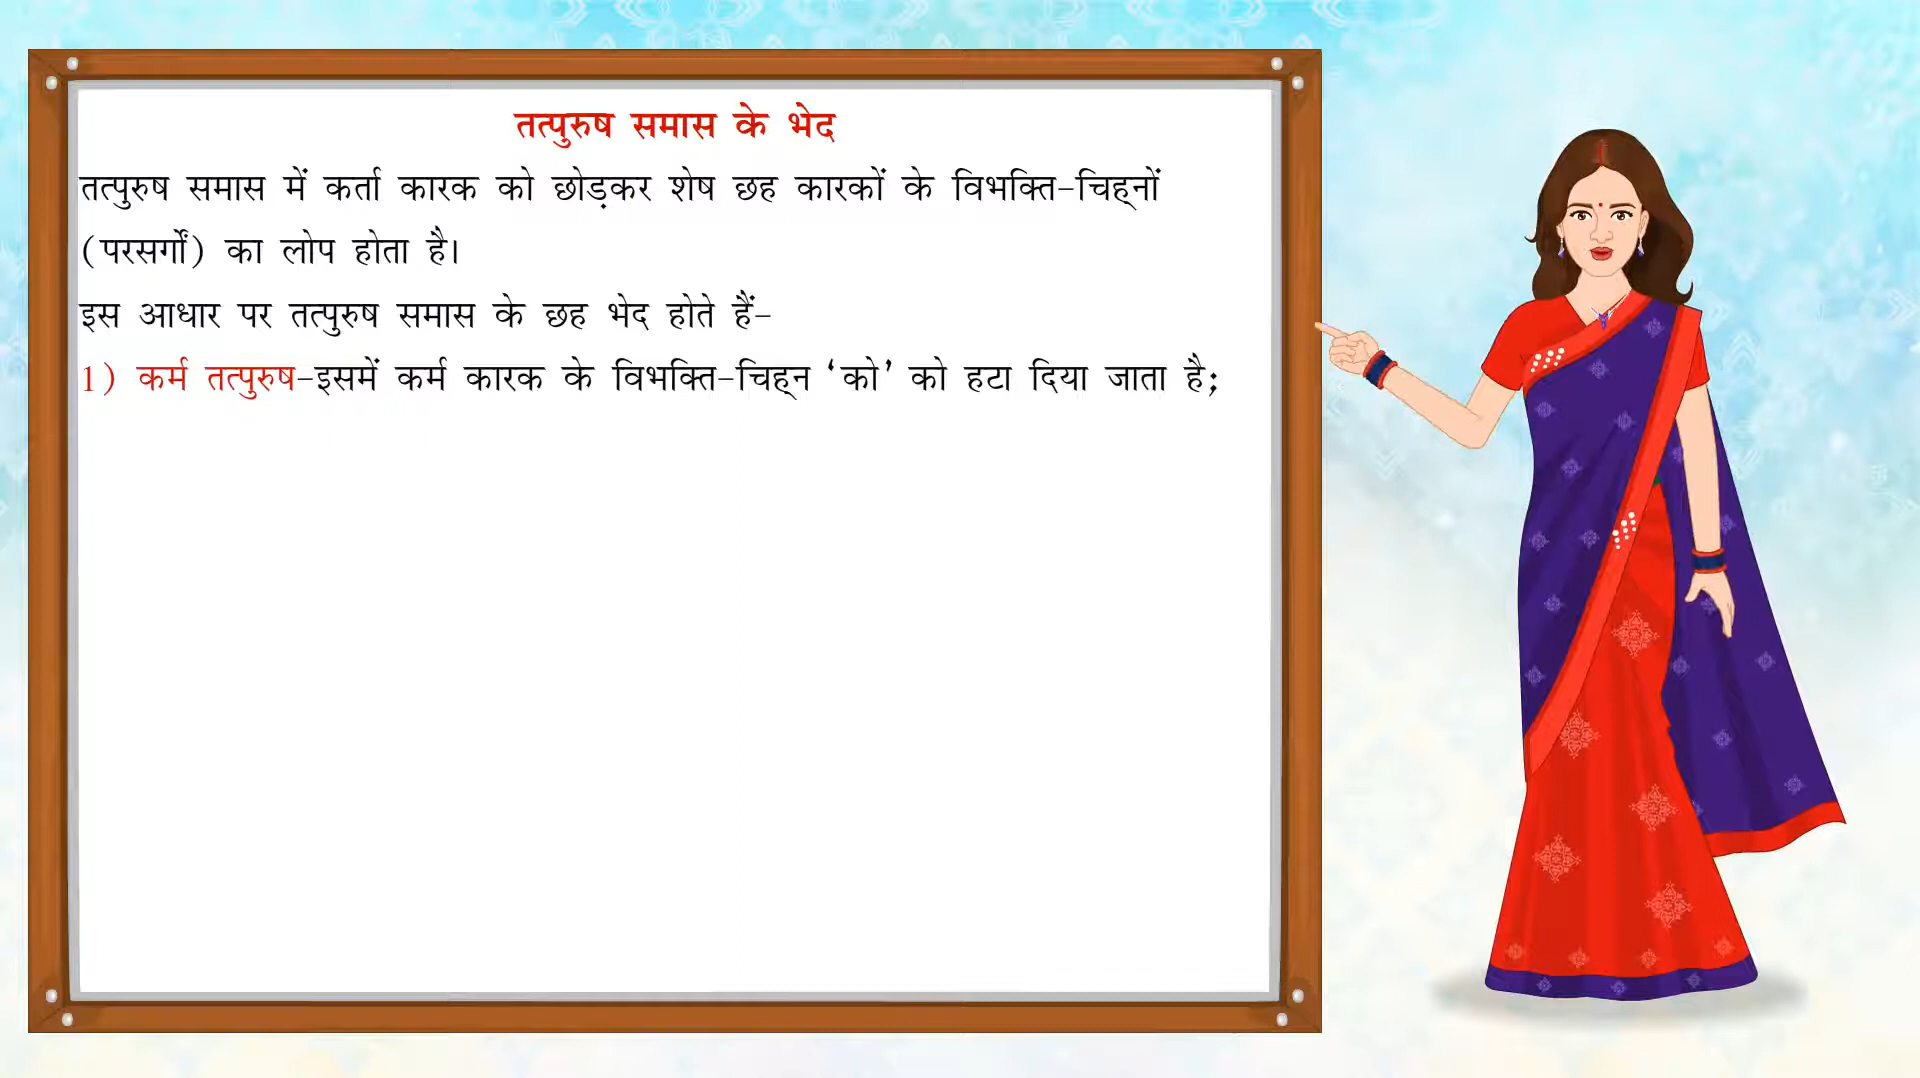 तत्पुरुष समास के भेद
तत्पुरुष समास में कर्ता कारक को छोड़कर शेष छह कारकों के विभक्ति-चिह्नों
(परसर्गों) का लोप होता है।
इस आधार पर तत्पुरुष समास के छह भेद होते हैं-
1) कर्म तत्पुरुष-इसमें कर्म कारक के विभक्ति-चिह्न ‘को’ को हटा दिया जाता है;